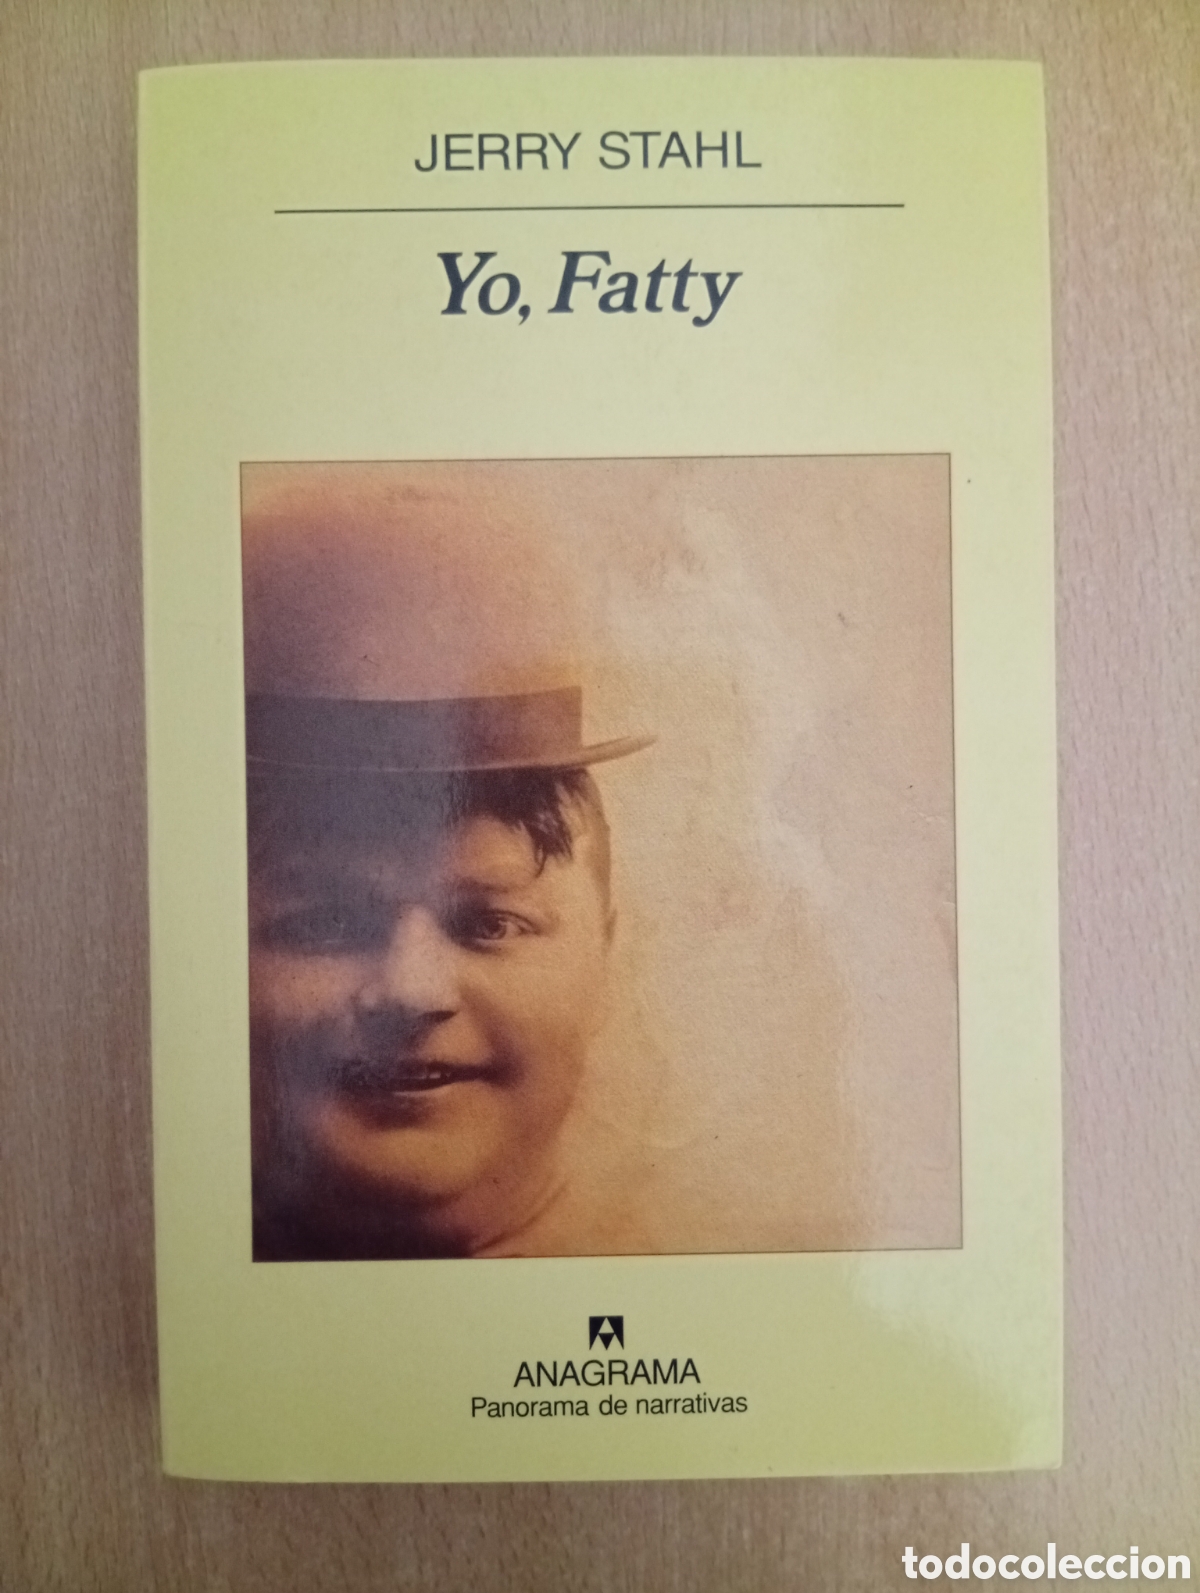 JERRY STAHL
Yo, Fatty
ANAGRAMA
Panorama de narrativas
todocoleccion